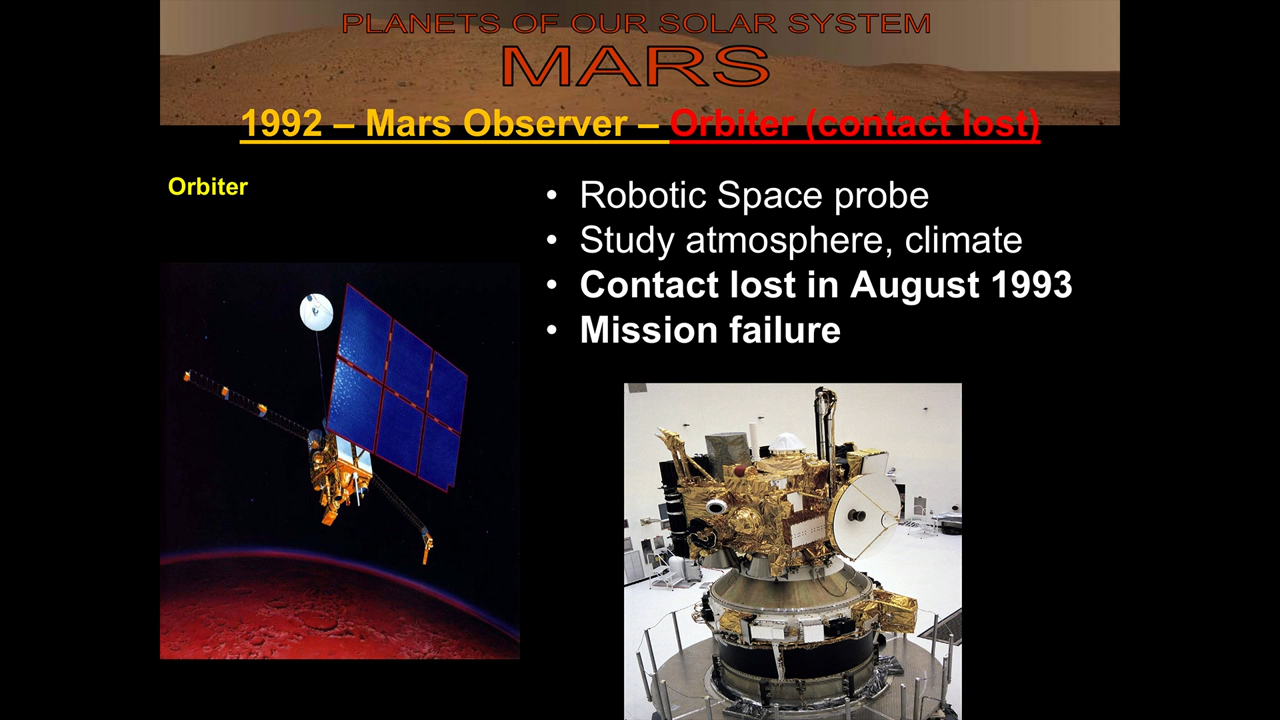 PLANETS OF OUR SOLAR SYSTEM
MARS
1992 – Mars Observer – Orbiter (contact lost)
Orbiter
• Robotic Space probe
• Study atmosphere, climate
• Contact lost in August 1993
• Mission failure